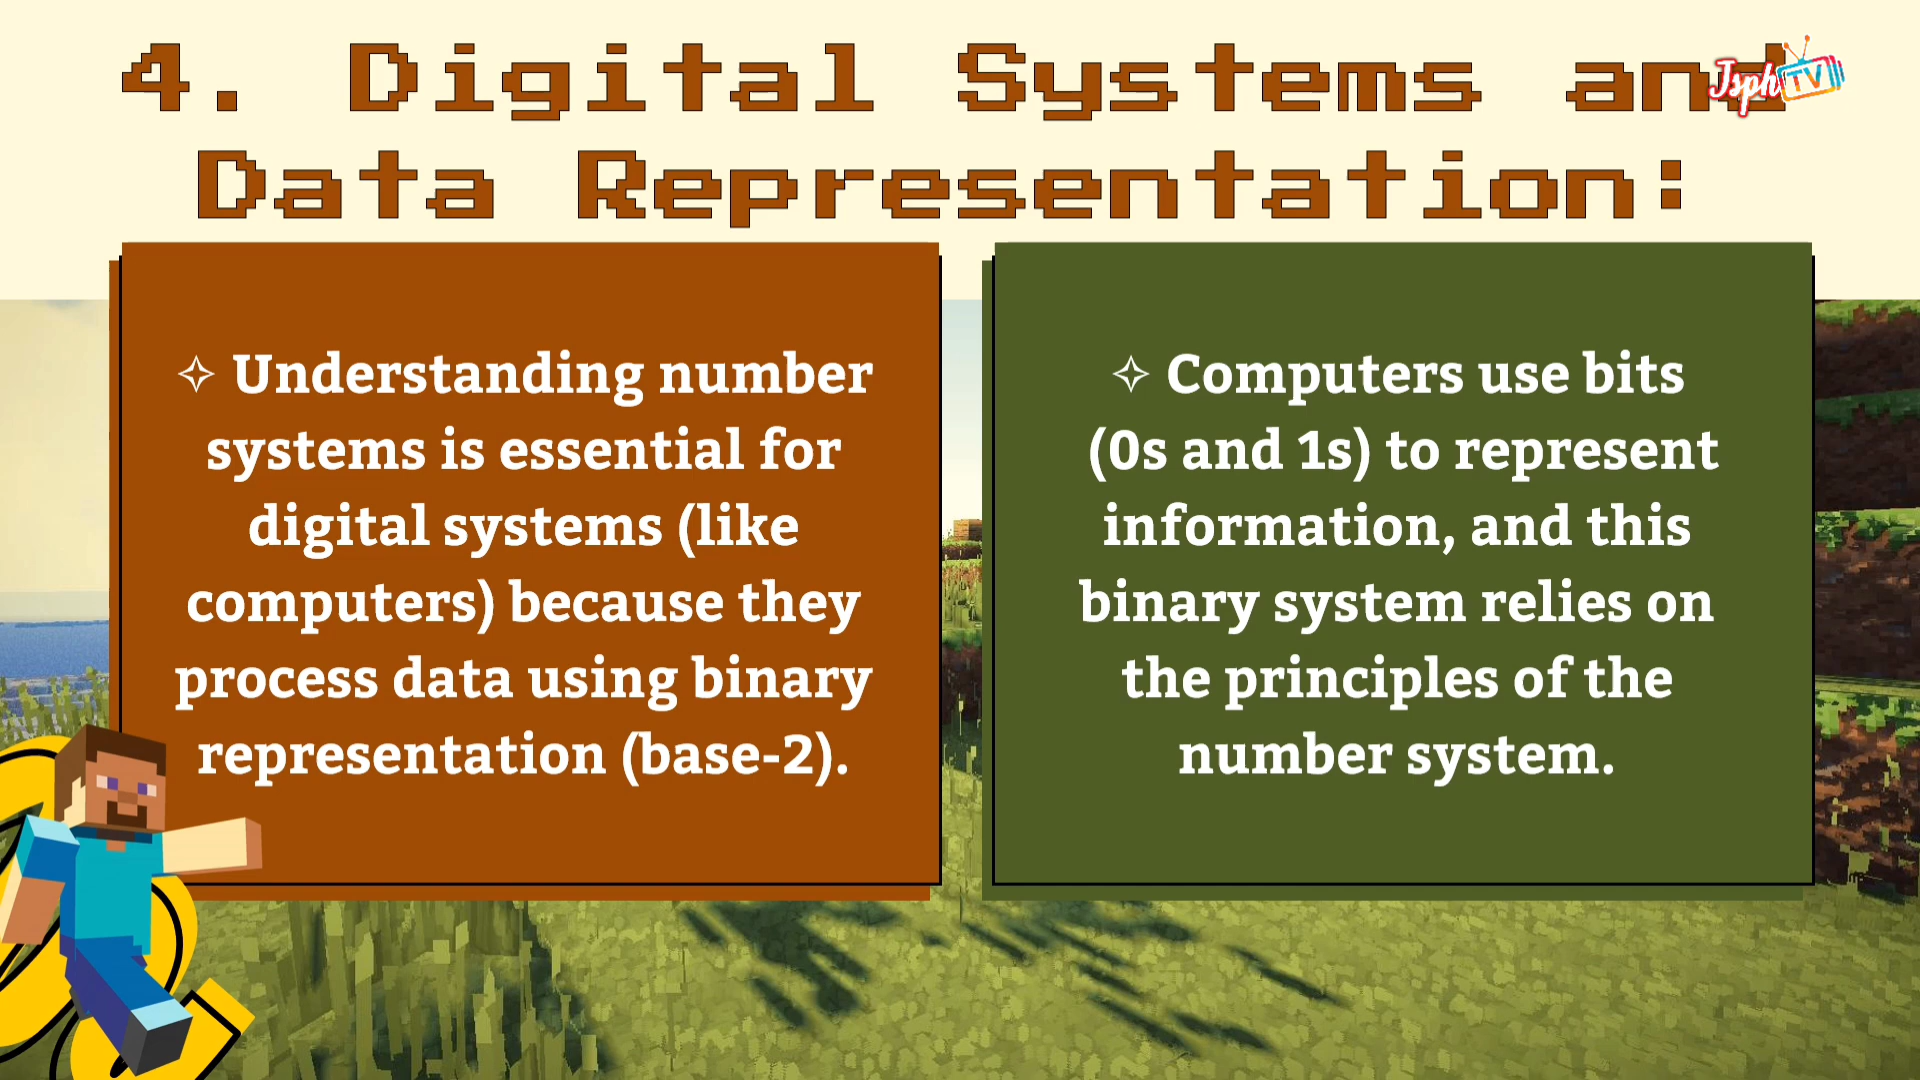 4. Digital Systems and
Data Representation:
Jsph TV
✧ Understanding number
systems is essential for
digital systems (like
computers) because they
process data using binary
representation (base-2).
✧ Computers use bits
(0s and 1s) to represent
information, and this
binary system relies on
the principles of the
number system.